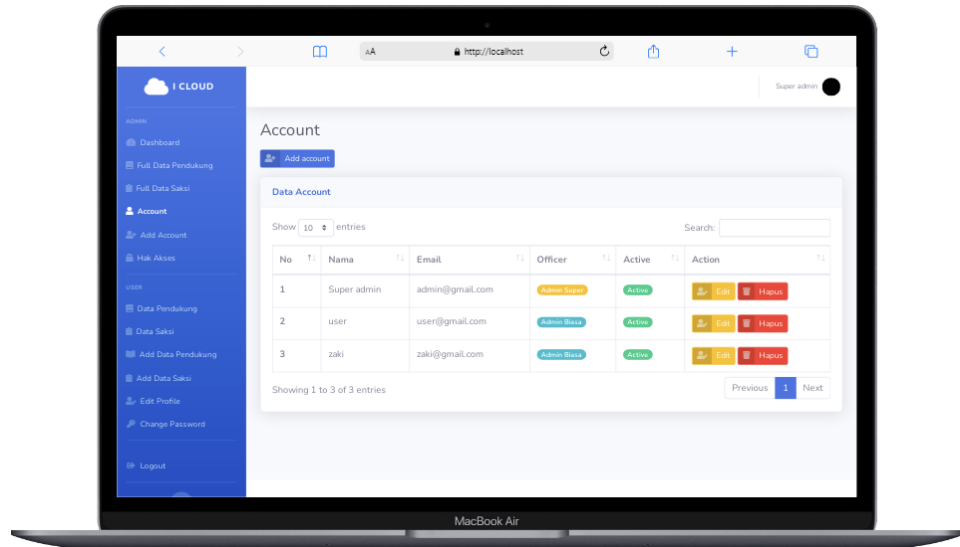 AA
http://localhost
I CLOUD
Super admin
ADMIN
Dashboard
Full Data Pendukung
Full Data Saksi
Account
Add Account
Hak Akses
USER
Data Pendukung
Data Saksi
Add Data Pendukung
Add Data Saksi
Edit Profile
Change Password
Logout
Account
Add account
Data Account
Show 10 entries
Search:
No Nama Email Officer Active Action
1 Super admin admin@gmail.com Admin Super Active Edit Hapus
2 user user@gmail.com Admin Biasa Active Edit Hapus
3 zaki zaki@gmail.com Admin Biasa Active Edit Hapus
Showing 1 to 3 of 3 entries
Previous 1 Next
MacBook Air